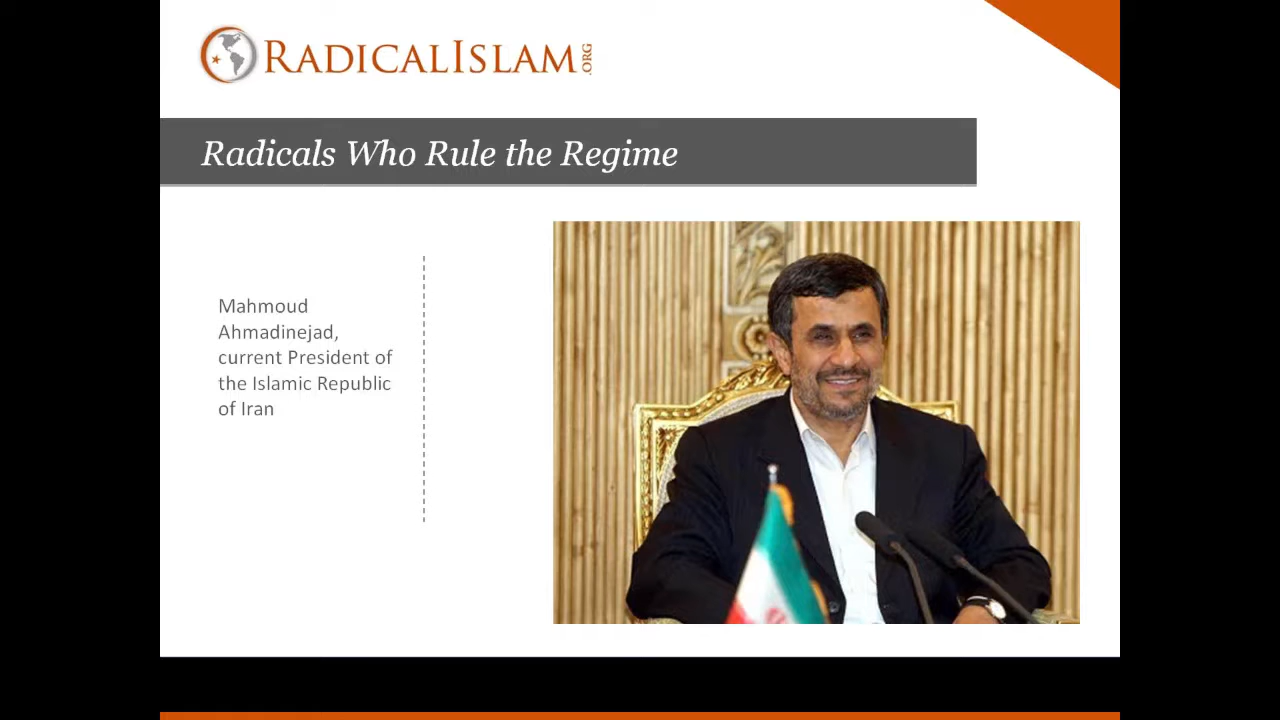 RADICALISLAM.ORG
Radicals Who Rule the Regime
Mahmoud
Ahmadinejad,
current President of
the Islamic Republic
of Iran